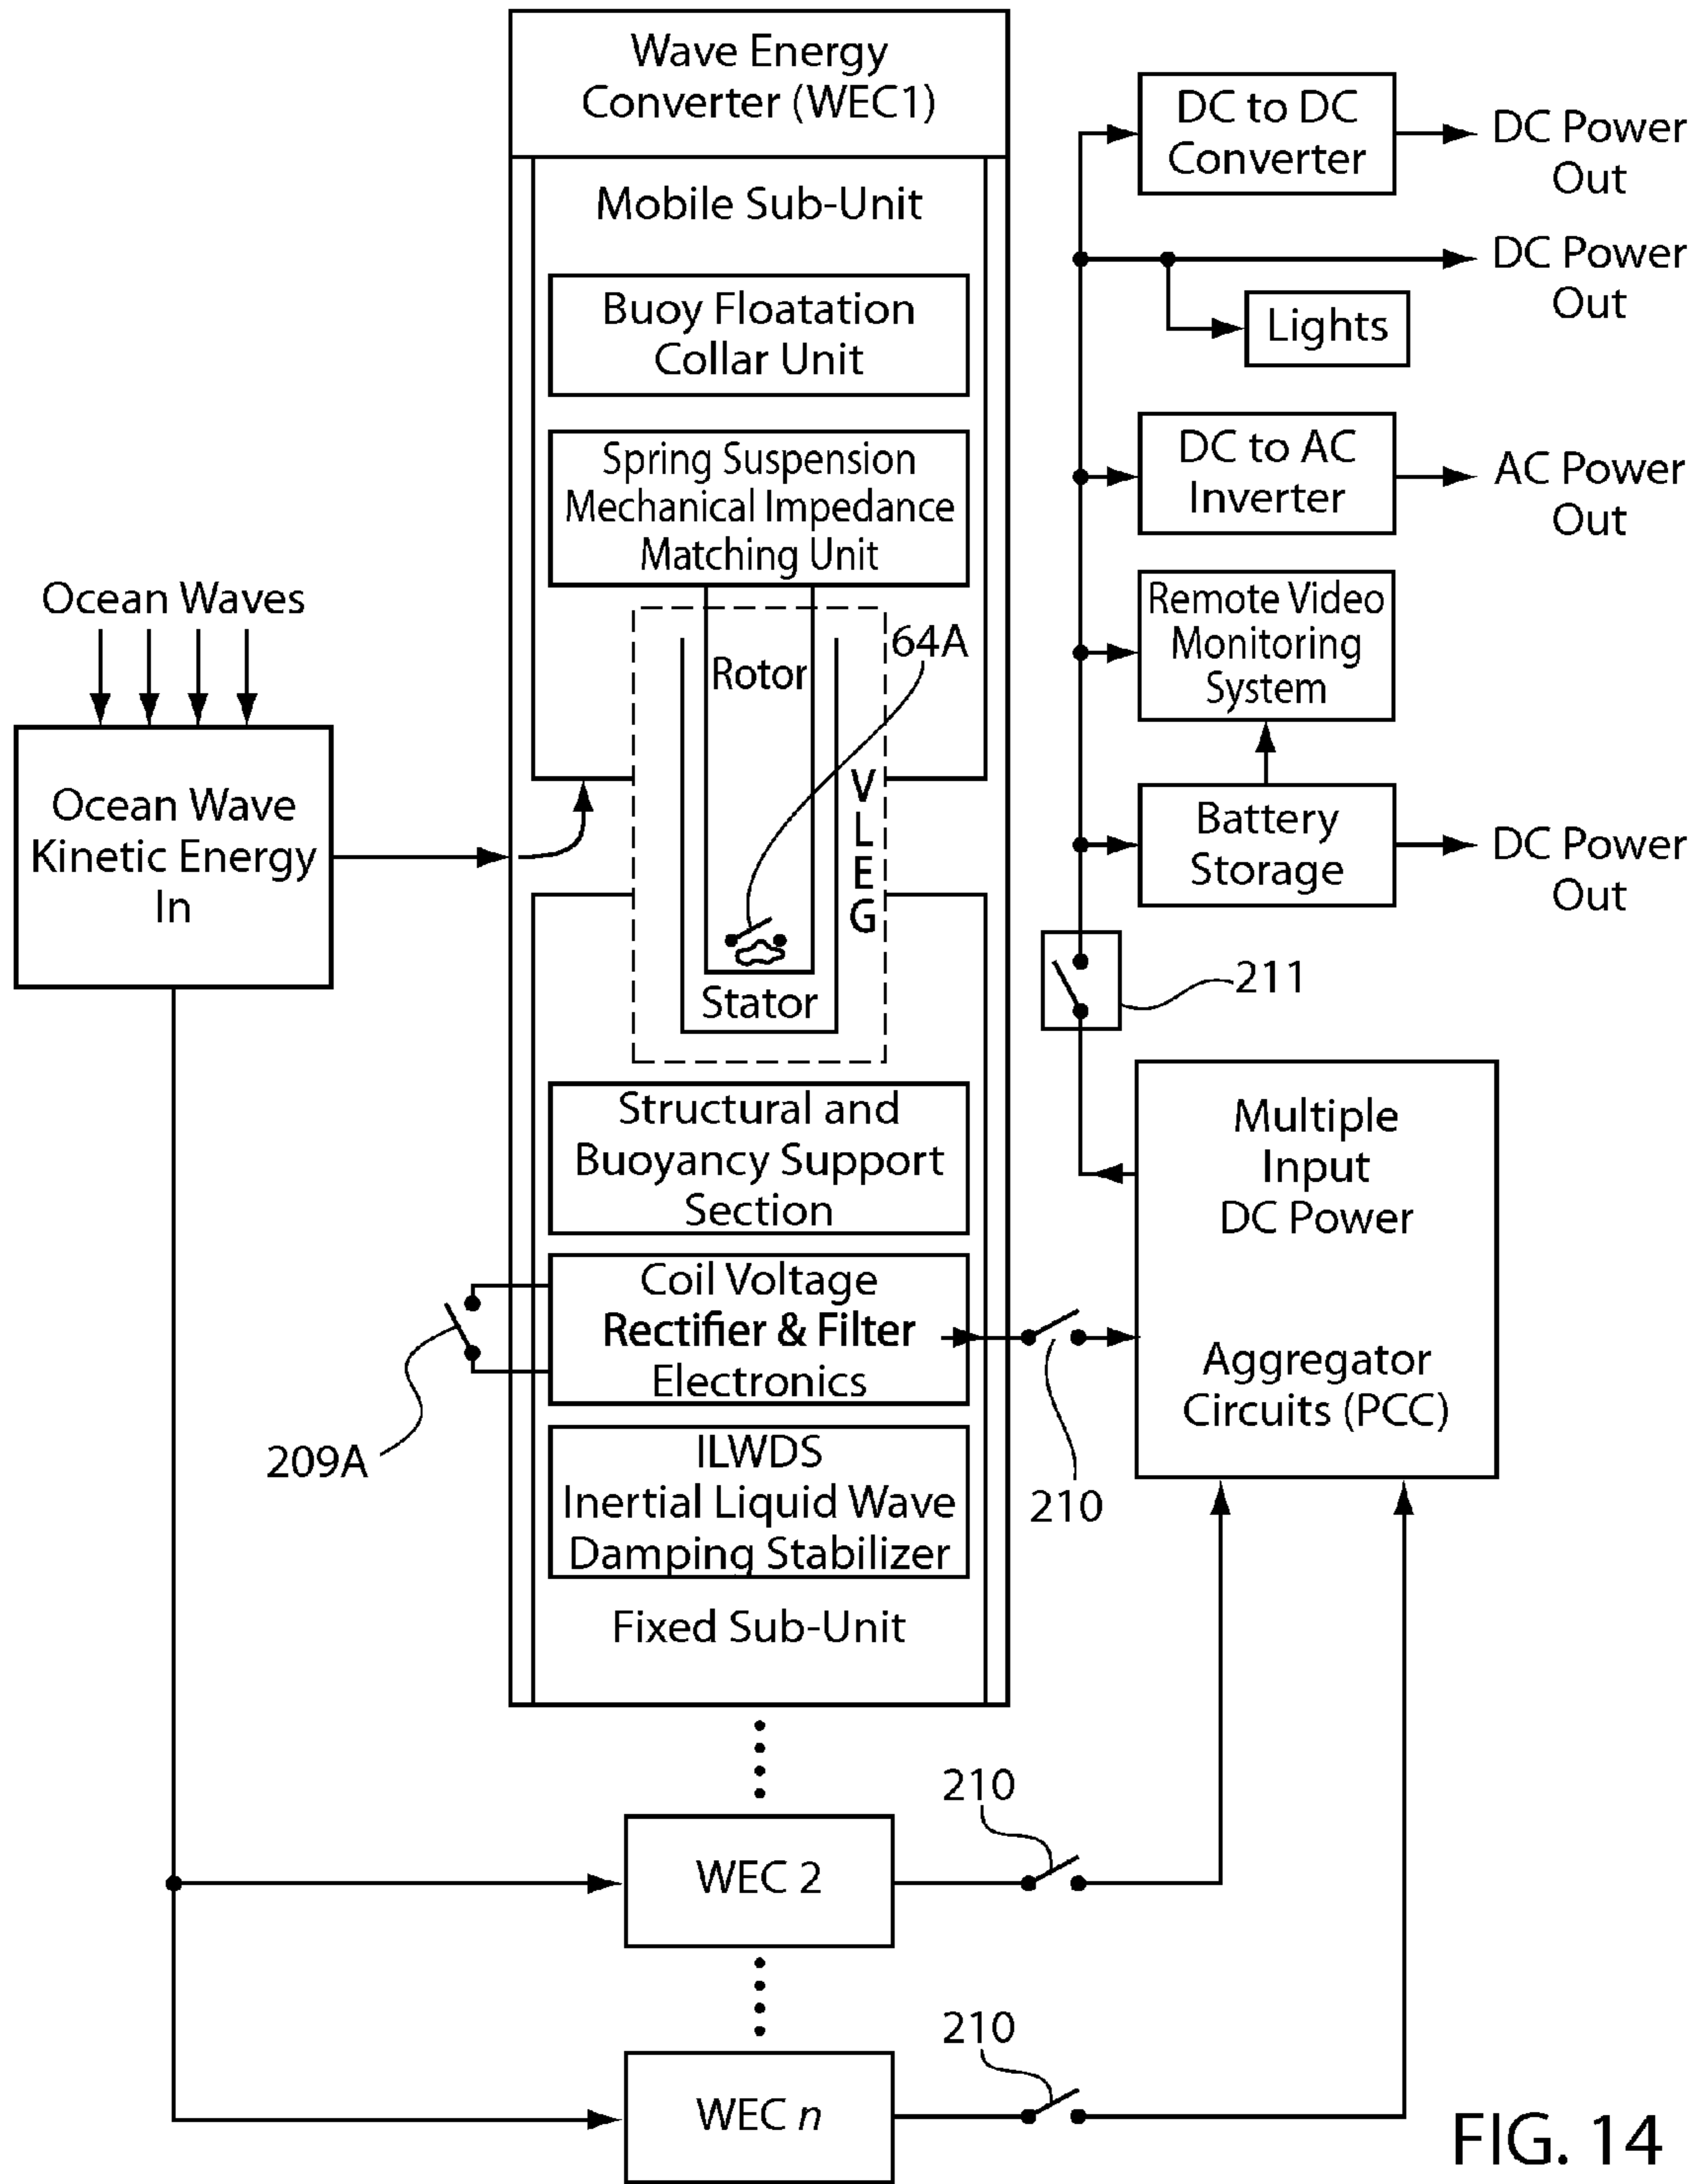 Wave Energy
Converter (WEC1)
Mobile Sub-Unit
Buoy Floatation
Collar Unit
Spring Suspension
Mechanical Impedance
Matching Unit
Ocean Waves
Ocean Wave
Kinetic Energy
In
Rotor
64A
V
L
E
G
Stator
Structural and
Buoyancy Support
Section
Coil Voltage
Rectifier & Filter
Electronics
209A
ILWDS
Inertial Liquid Wave
Damping Stabilizer
Fixed Sub-Unit
DC to DC
Converter
DC Power
Out
DC Power
Out
Lights
DC to AC
Inverter
AC Power
Out
Remote Video
Monitoring
System
Battery
Storage
DC Power
Out
211
Multiple
Input
DC Power
Aggregator
Circuits (PCC)
210
WEC 2
210
WEC n
210
FIG. 14